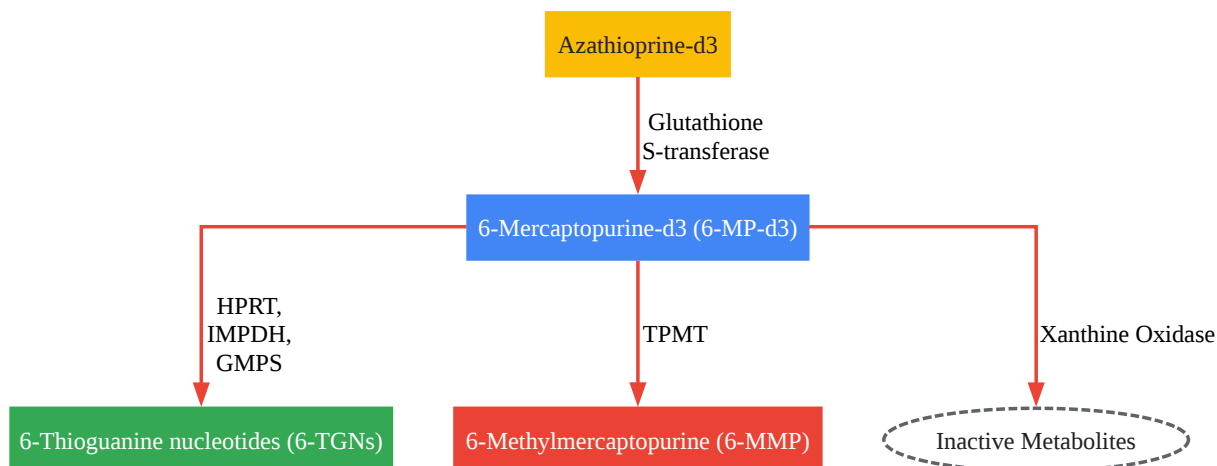 Azathioprine-d3
Glutathione
S-transferase
6-Mercaptopurine-d3 (6-MP-d3)
HPRT,
IMPDH,
GMPS
TPMT
Xanthine Oxidase
6-Thioguanine nucleotides (6-TGNs)
6-Methylmercaptopurine (6-MMP)
Inactive Metabolites